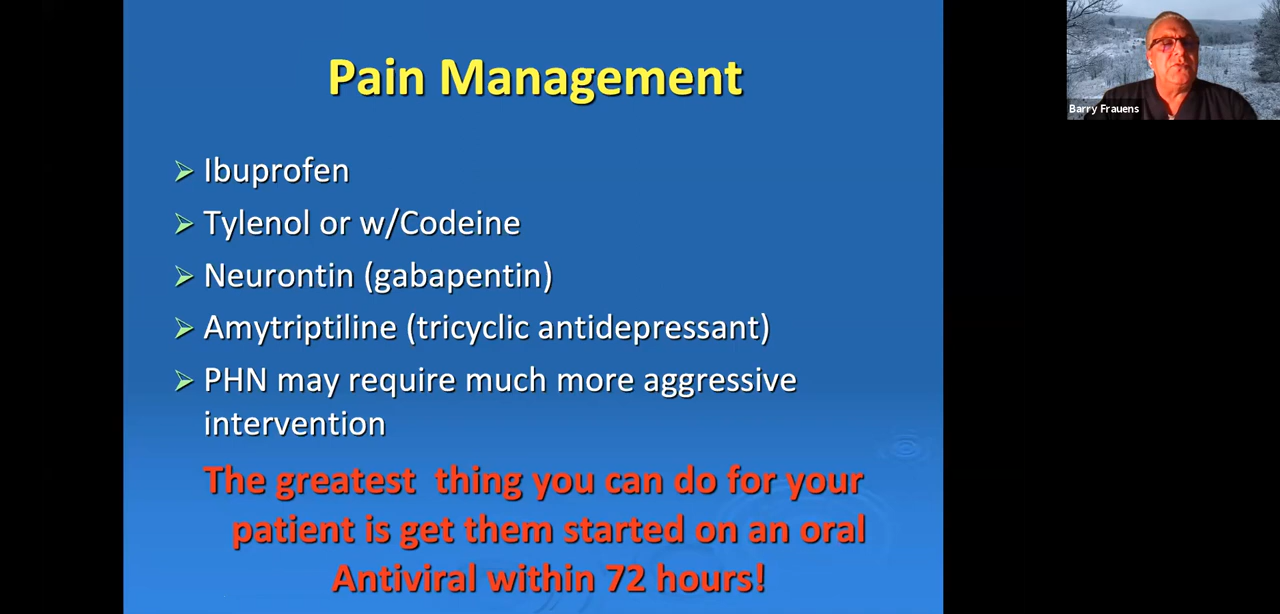 Pain Management
Barry Frauens
Ibuprofen
Tylenol or w/Codeine
Neurontin (gabapentin)
Amytriptiline (tricyclic antidepressant)
PHN may require much more aggressive
intervention
The greatest thing you can do for your
patient is get them started on an oral
Antiviral within 72 hours!